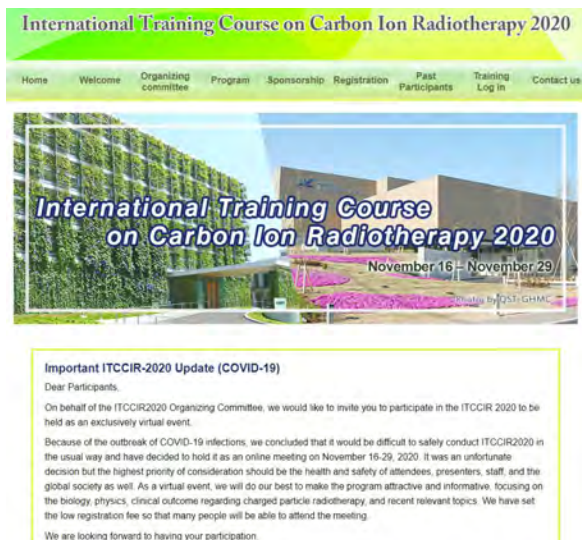 International Training Course on Carbon Ion Radiotherapy 2020
Home Welcome Organizing committee Program Sponsorship Registration Past Participants Training Log in Contact us
International Training Course
on Carbon Ion Radiotherapy 2020
November 16 – November 29
Photos by QST-GHMC
Important ITCCIR-2020 Update (COVID-19)
Dear Participants,
On behalf of the ITCCIR2020 Organizing Committee, we would like to invite you to participate in the ITCCIR 2020 to be
held as an exclusively virtual event.
Because of the outbreak of COVID-19 infections, we concluded that it would be difficult to safely conduct ITCCIR2020 in
the usual way and have decided to hold it as an online meeting on November 16-29, 2020. It was an unfortunate
decision but the highest priority of consideration should be the health and safety of attendees, presenters, staff, and the
global society as well. As a virtual event, we will do our best to make the program attractive and informative, focusing on
the biology, physics, clinical outcome regarding charged particle radiotherapy, and recent relevant topics. We have set
the low registration fee so that many people will be able to attend the meeting.
We are looking forward to having your participation.